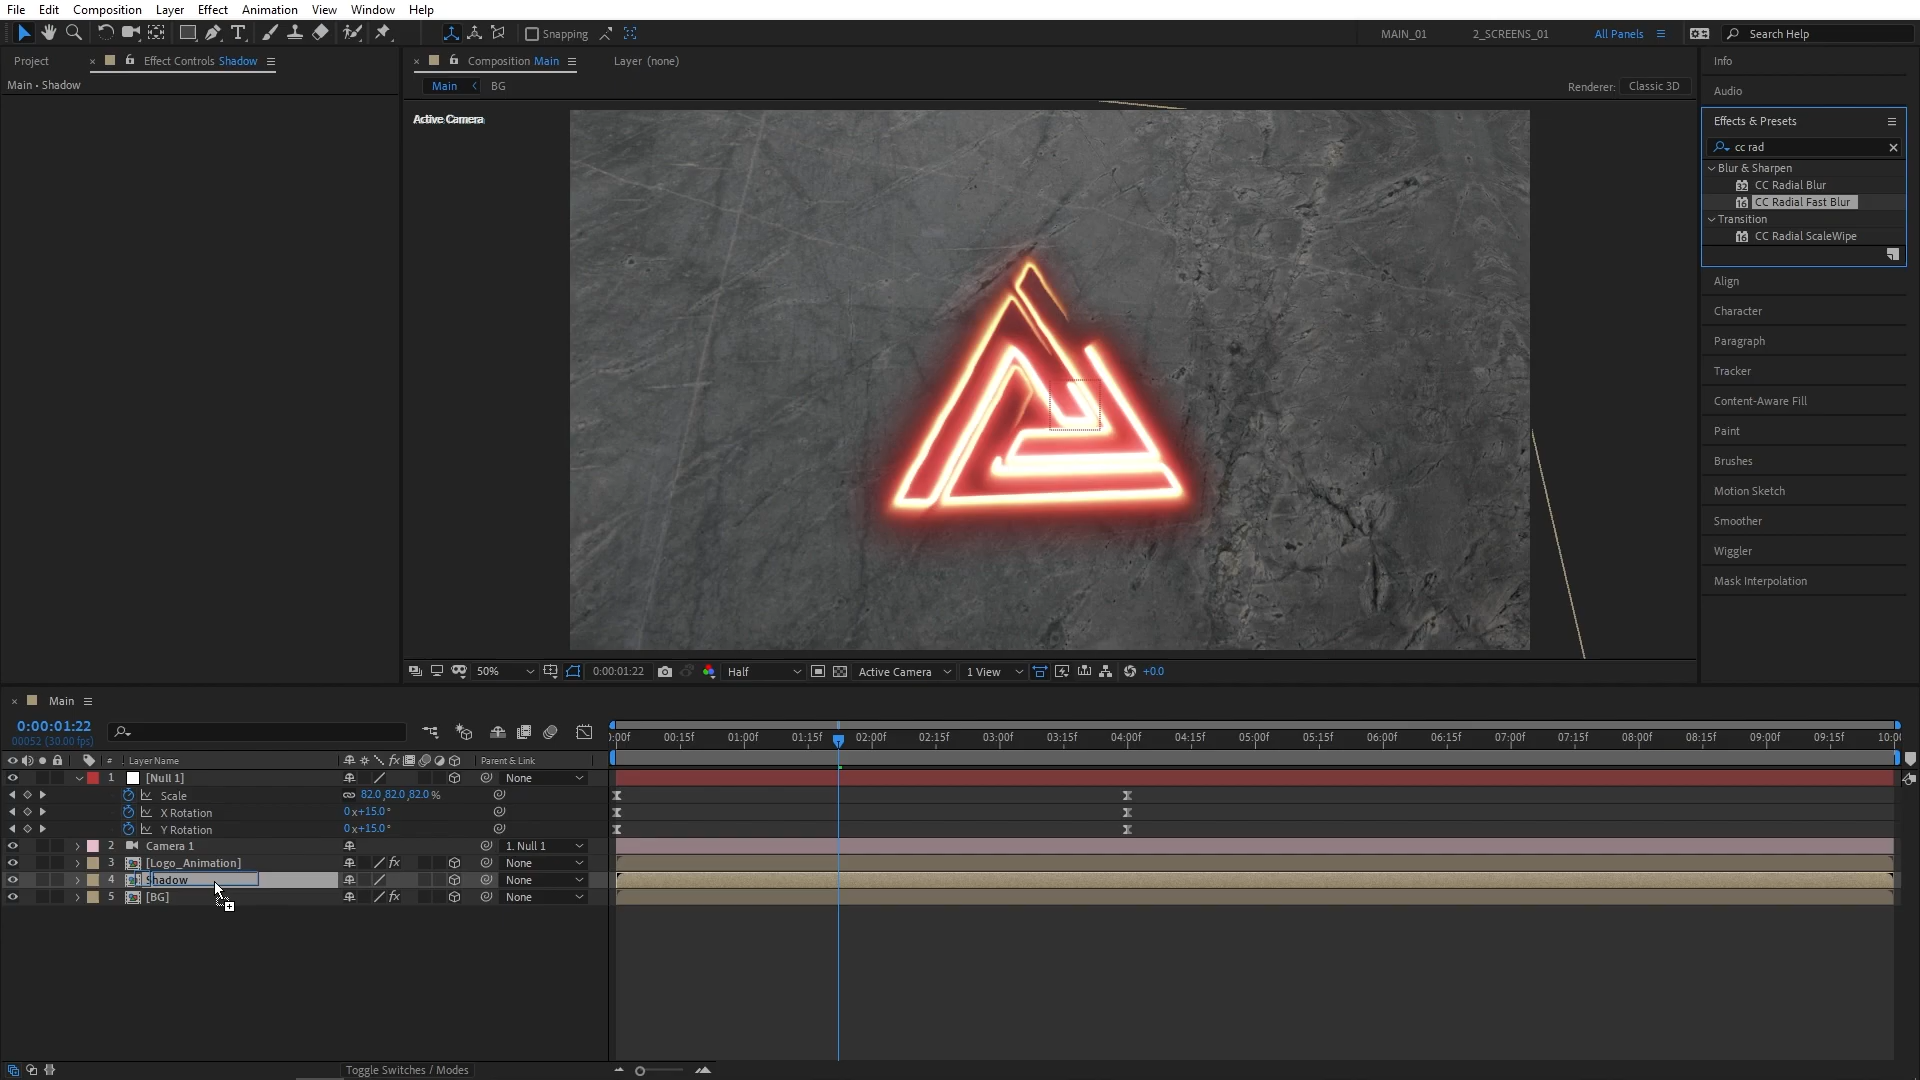 File Edit Composition Layer Effect Animation View Window Help
Snapping MAIN_01 2_SCREENS_01 All Panels Search Help
Project Effect Controls Shadow Composition Main Layer (none) Info
Main • Shadow Main BG Renderer: Classic 3D Audio
Active Camera
Effects & Presets
cc rad
Blur & Sharpen
CC Radial Blur
CC Radial Fast Blur
Transition
CC Radial ScaleWipe
Align
Character
Paragraph
Tracker
Content-Aware Fill
Paint
Brushes
Motion Sketch
Smoother
Wiggler
Mask Interpolation
50% 0:00:01:22 Half Active Camera 1 View +0.0
Main
0:00:01:22
00052 (30.00 fps)
0:00f 00:15f 01:00f 01:15f 02:00f 02:15f 03:00f 03:15f 04:00f 04:15f 05:00f 05:15f 06:00f 06:15f 07:00f 07:15f 08:00f 08:15f 09:00f 09:15f 10:00
# Layer Name Parent & Link
1 [Null 1] None
Scale 82.0,82.0,82.0 %
X Rotation 0x+15.0°
Y Rotation 0x+15.0°
2 Camera 1 1. Null 1
3 [Logo_Animation] fx None
4 Shadow None
5 [BG] fx None
Toggle Switches / Modes